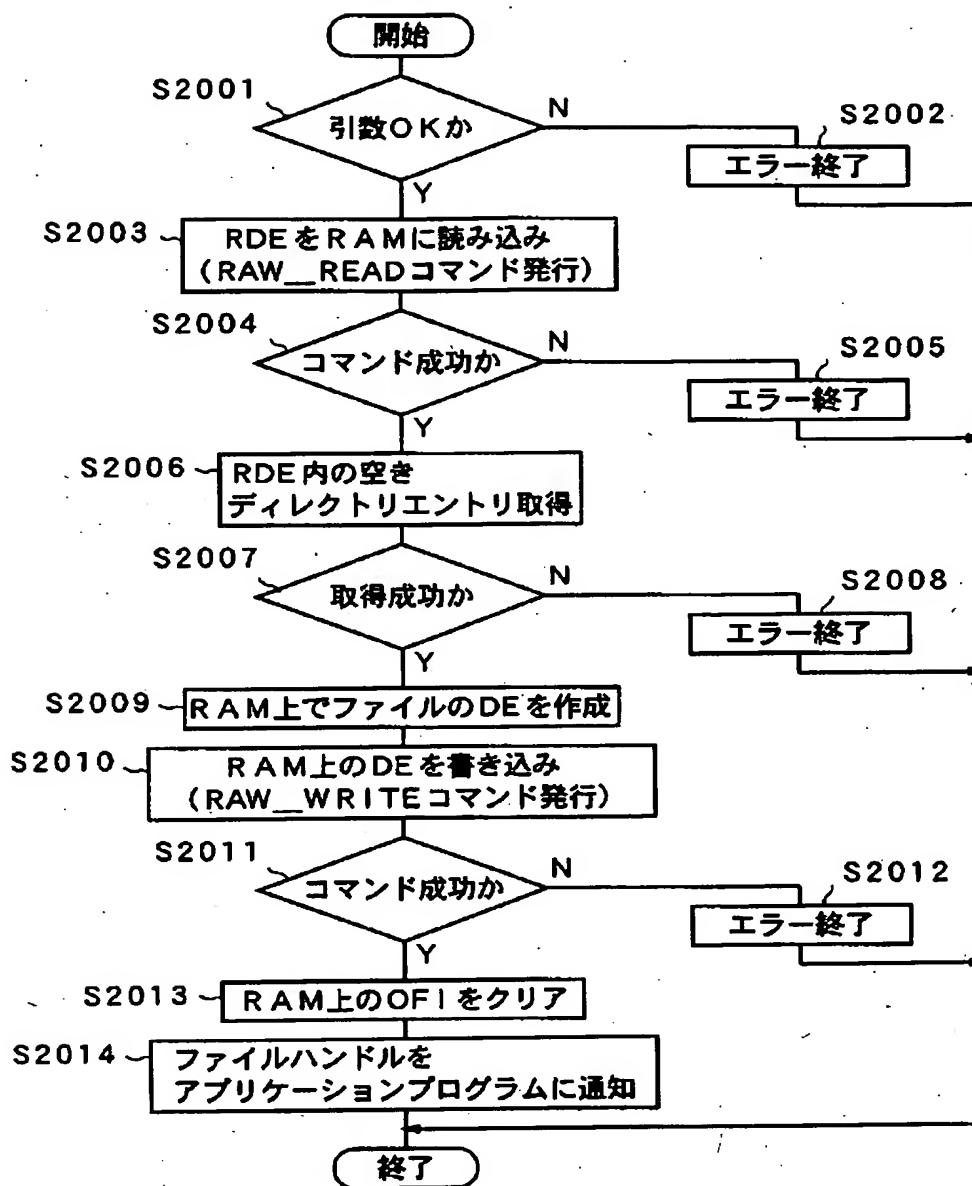 開始
S2001
引数OKか
N
S2002
エラー終了
Y
S2003
RDEをRAMに読み込み
(RAW__READコマンド発行)
S2004
コマンド成功か
N
S2005
エラー終了
Y
S2006
RDE内の空き
ディレクトリエントリ取得
S2007
取得成功か
N
S2008
エラー終了
Y
S2009
RAM上でファイルのDEを作成
S2010
RAM上のDEを書き込み
(RAW__WRITEコマンド発行)
S2011
コマンド成功か
N
S2012
エラー終了
Y
S2013
RAM上のOFIをクリア
S2014
ファイルハンドルを
アプリケーションプログラムに通知
終了